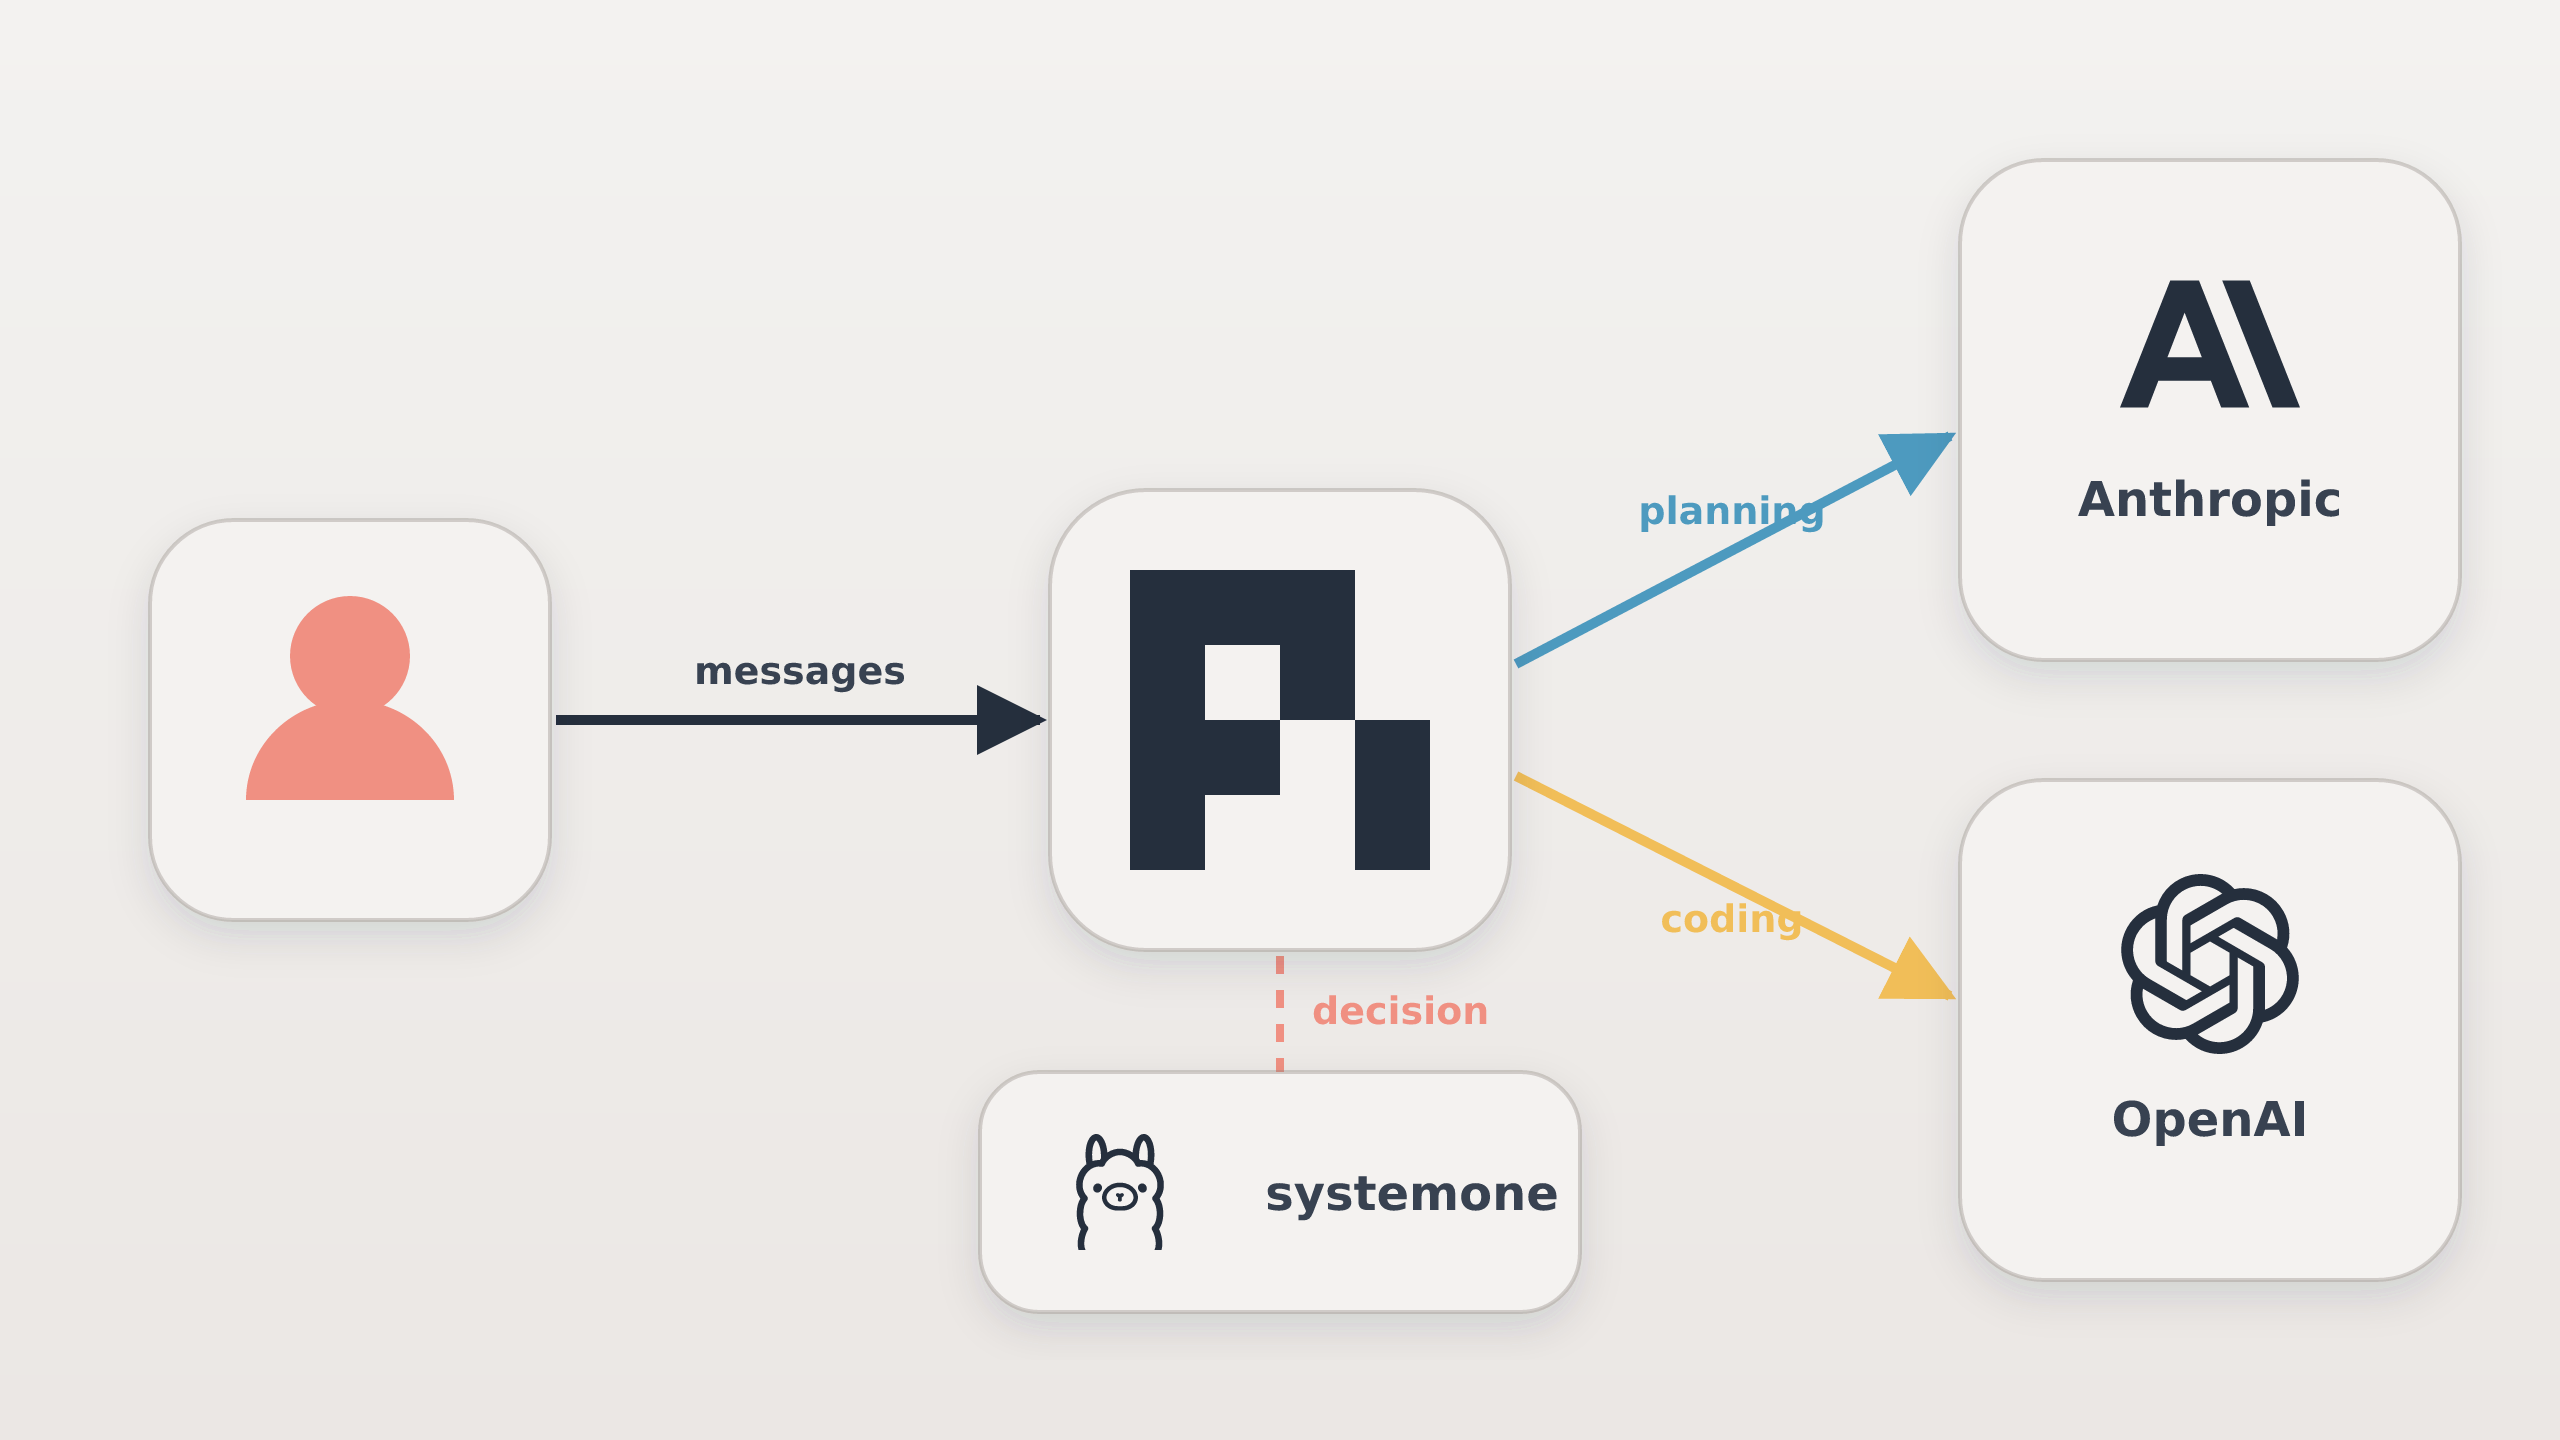 messages
planning
Anthropic
coding
decision
OpenAI
systemone